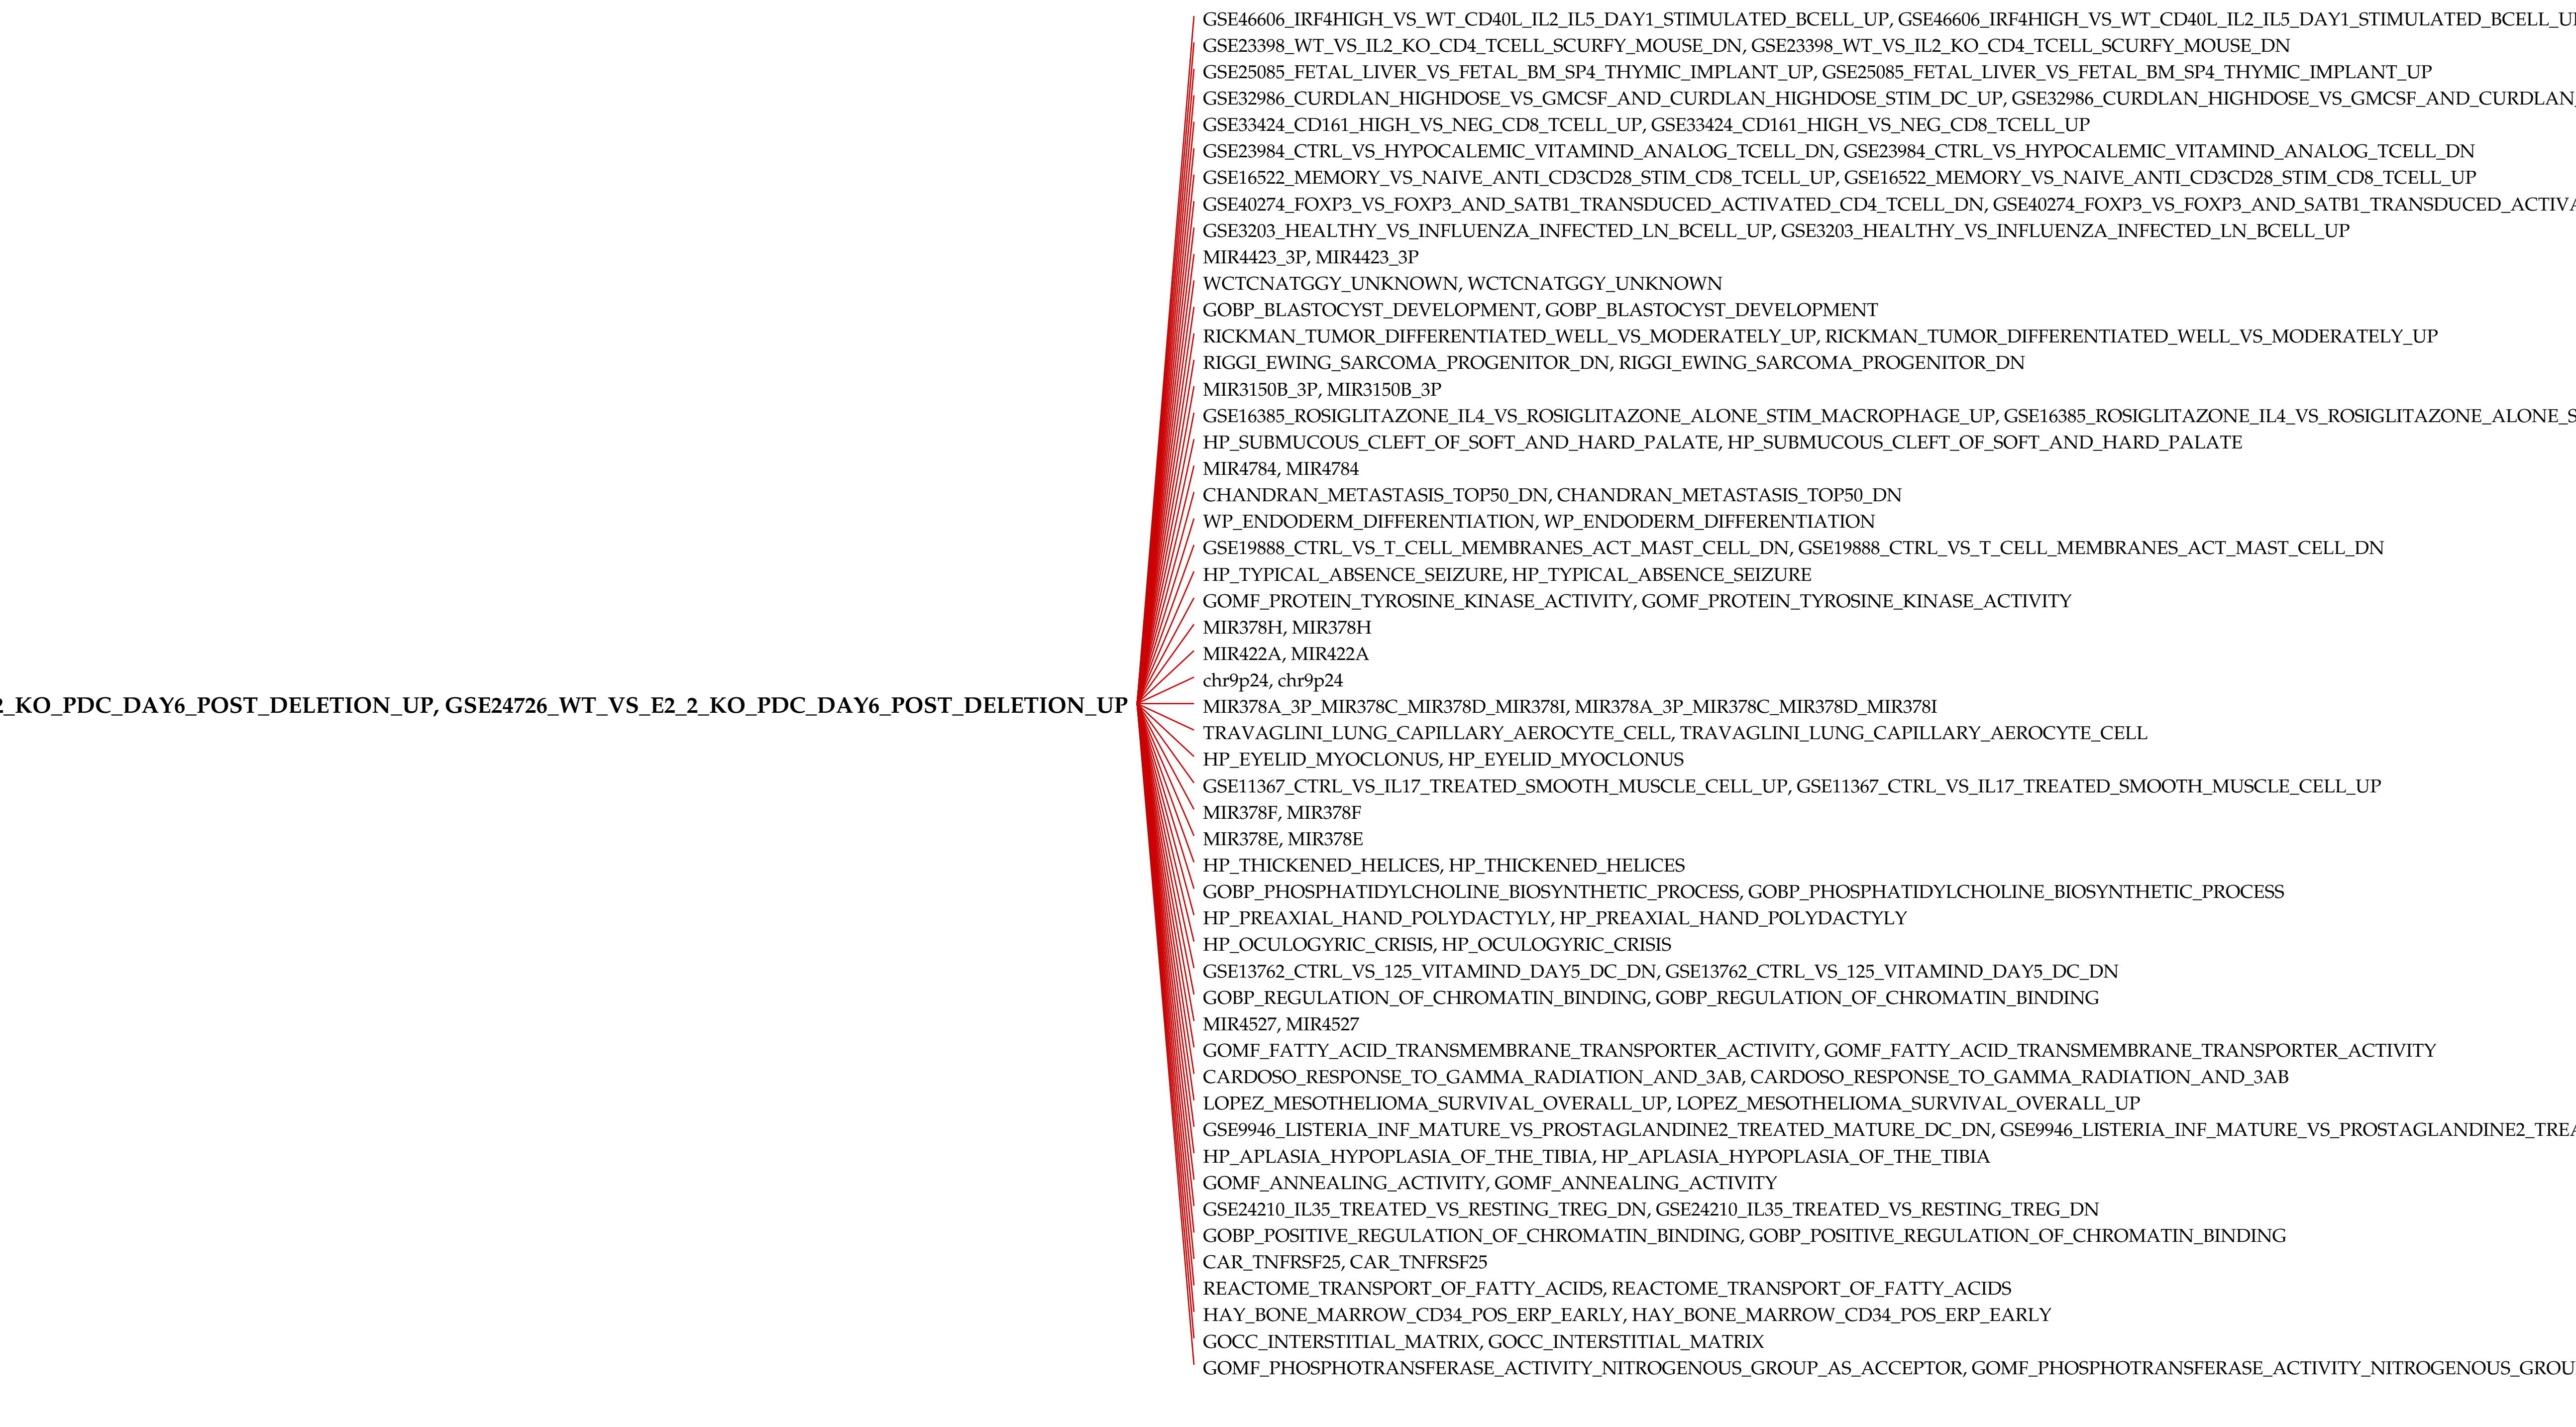 GSE46606_IRF4HIGH_VS_WT_CD40L_IL2_IL5_DAY1_STIMULATED_BCELL_UP, GSE46606_IRF4HIGH_VS_WT_CD40L_IL2_IL5_DAY1_STIMULATED_BCELL_U
GSE23398_WT_VS_IL2_KO_CD4_TCELL_SCURFY_MOUSE_DN, GSE23398_WT_VS_IL2_KO_CD4_TCELL_SCURFY_MOUSE_DN
GSE25085_FETAL_LIVER_VS_FETAL_BM_SP4_THYMIC_IMPLANT_UP, GSE25085_FETAL_LIVER_VS_FETAL_BM_SP4_THYMIC_IMPLANT_UP
GSE32986_CURDLAN_HIGHDOSE_VS_GMCSF_AND_CURDLAN_HIGHDOSE_STIM_DC_UP, GSE32986_CURDLAN_HIGHDOSE_VS_GMCSF_AND_CURDLAN_
GSE33424_CD161_HIGH_VS_NEG_CD8_TCELL_UP, GSE33424_CD161_HIGH_VS_NEG_CD8_TCELL_UP
GSE23984_CTRL_VS_HYPOCALEMIC_VITAMIND_ANALOG_TCELL_DN, GSE23984_CTRL_VS_HYPOCALEMIC_VITAMIND_ANALOG_TCELL_DN
GSE16522_MEMORY_VS_NAIVE_ANTI_CD3CD28_STIM_CD8_TCELL_UP, GSE16522_MEMORY_VS_NAIVE_ANTI_CD3CD28_STIM_CD8_TCELL_UP
GSE40274_FOXP3_VS_FOXP3_AND_SATB1_TRANSDUCED_ACTIVATED_CD4_TCELL_DN, GSE40274_FOXP3_VS_FOXP3_AND_SATB1_TRANSDUCED_ACTIVA
GSE3203_HEALTHY_VS_INFLUENZA_INFECTED_LN_BCELL_UP, GSE3203_HEALTHY_VS_INFLUENZA_INFECTED_LN_BCELL_UP
MIR4423_3P, MIR4423_3P
WCTCNATGGY_UNKNOWN, WCTCNATGGY_UNKNOWN
GOBP_BLASTOCYST_DEVELOPMENT, GOBP_BLASTOCYST_DEVELOPMENT
RICKMAN_TUMOR_DIFFERENTIATED_WELL_VS_MODERATELY_UP, RICKMAN_TUMOR_DIFFERENTIATED_WELL_VS_MODERATELY_UP
RIGGI_EWING_SARCOMA_PROGENITOR_DN, RIGGI_EWING_SARCOMA_PROGENITOR_DN
MIR3150B_3P, MIR3150B_3P
GSE16385_ROSIGLITAZONE_IL4_VS_ROSIGLITAZONE_ALONE_STIM_MACROPHAGE_UP, GSE16385_ROSIGLITAZONE_IL4_VS_ROSIGLITAZONE_ALONE_S
HP_SUBMUCOUS_CLEFT_OF_SOFT_AND_HARD_PALATE, HP_SUBMUCOUS_CLEFT_OF_SOFT_AND_HARD_PALATE
MIR4784, MIR4784
CHANDRAN_METASTASIS_TOP50_DN, CHANDRAN_METASTASIS_TOP50_DN
WP_ENDODERM_DIFFERENTIATION, WP_ENDODERM_DIFFERENTIATION
GSE19888_CTRL_VS_T_CELL_MEMBRANES_ACT_MAST_CELL_DN, GSE19888_CTRL_VS_T_CELL_MEMBRANES_ACT_MAST_CELL_DN
HP_TYPICAL_ABSENCE_SEIZURE, HP_TYPICAL_ABSENCE_SEIZURE
GOMF_PROTEIN_TYROSINE_KINASE_ACTIVITY, GOMF_PROTEIN_TYROSINE_KINASE_ACTIVITY
MIR378H, MIR378H
MIR422A, MIR422A
chr9p24, chr9p24
2_KO_PDC_DAY6_POST_DELETION_UP, GSE24726_WT_VS_E2_2_KO_PDC_DAY6_POST_DELETION_UP
MIR378A_3P_MIR378C_MIR378D_MIR378I, MIR378A_3P_MIR378C_MIR378D_MIR378I
TRAVAGLINI_LUNG_CAPILLARY_AEROCYTE_CELL, TRAVAGLINI_LUNG_CAPILLARY_AEROCYTE_CELL
HP_EYELID_MYOCLONUS, HP_EYELID_MYOCLONUS
GSE11367_CTRL_VS_IL17_TREATED_SMOOTH_MUSCLE_CELL_UP, GSE11367_CTRL_VS_IL17_TREATED_SMOOTH_MUSCLE_CELL_UP
MIR378F, MIR378F
MIR378E, MIR378E
HP_THICKENED_HELICES, HP_THICKENED_HELICES
GOBP_PHOSPHATIDYLCHOLINE_BIOSYNTHETIC_PROCESS, GOBP_PHOSPHATIDYLCHOLINE_BIOSYNTHETIC_PROCESS
HP_PREAXIAL_HAND_POLYDACTYLY, HP_PREAXIAL_HAND_POLYDACTYLY
HP_OCULOGYRIC_CRISIS, HP_OCULOGYRIC_CRISIS
GSE13762_CTRL_VS_125_VITAMIND_DAY5_DC_DN, GSE13762_CTRL_VS_125_VITAMIND_DAY5_DC_DN
GOBP_REGULATION_OF_CHROMATIN_BINDING, GOBP_REGULATION_OF_CHROMATIN_BINDING
MIR4527, MIR4527
GOMF_FATTY_ACID_TRANSMEMBRANE_TRANSPORTER_ACTIVITY, GOMF_FATTY_ACID_TRANSMEMBRANE_TRANSPORTER_ACTIVITY
CARDOSO_RESPONSE_TO_GAMMA_RADIATION_AND_3AB, CARDOSO_RESPONSE_TO_GAMMA_RADIATION_AND_3AB
LOPEZ_MESOTHELIOMA_SURVIVAL_OVERALL_UP, LOPEZ_MESOTHELIOMA_SURVIVAL_OVERALL_UP
GSE9946_LISTERIA_INF_MATURE_VS_PROSTAGLANDINE2_TREATED_MATURE_DC_DN, GSE9946_LISTERIA_INF_MATURE_VS_PROSTAGLANDINE2_TREA
HP_APLASIA_HYPOPLASIA_OF_THE_TIBIA, HP_APLASIA_HYPOPLASIA_OF_THE_TIBIA
GOMF_ANNEALING_ACTIVITY, GOMF_ANNEALING_ACTIVITY
GSE24210_IL35_TREATED_VS_RESTING_TREG_DN, GSE24210_IL35_TREATED_VS_RESTING_TREG_DN
GOBP_POSITIVE_REGULATION_OF_CHROMATIN_BINDING, GOBP_POSITIVE_REGULATION_OF_CHROMATIN_BINDING
CAR_TNFRSF25, CAR_TNFRSF25
REACTOME_TRANSPORT_OF_FATTY_ACIDS, REACTOME_TRANSPORT_OF_FATTY_ACIDS
HAY_BONE_MARROW_CD34_POS_ERP_EARLY, HAY_BONE_MARROW_CD34_POS_ERP_EARLY
GOCC_INTERSTITIAL_MATRIX, GOCC_INTERSTITIAL_MATRIX
GOMF_PHOSPHOTRANSFERASE_ACTIVITY_NITROGENOUS_GROUP_AS_ACCEPTOR, GOMF_PHOSPHOTRANSFERASE_ACTIVITY_NITROGENOUS_GROU